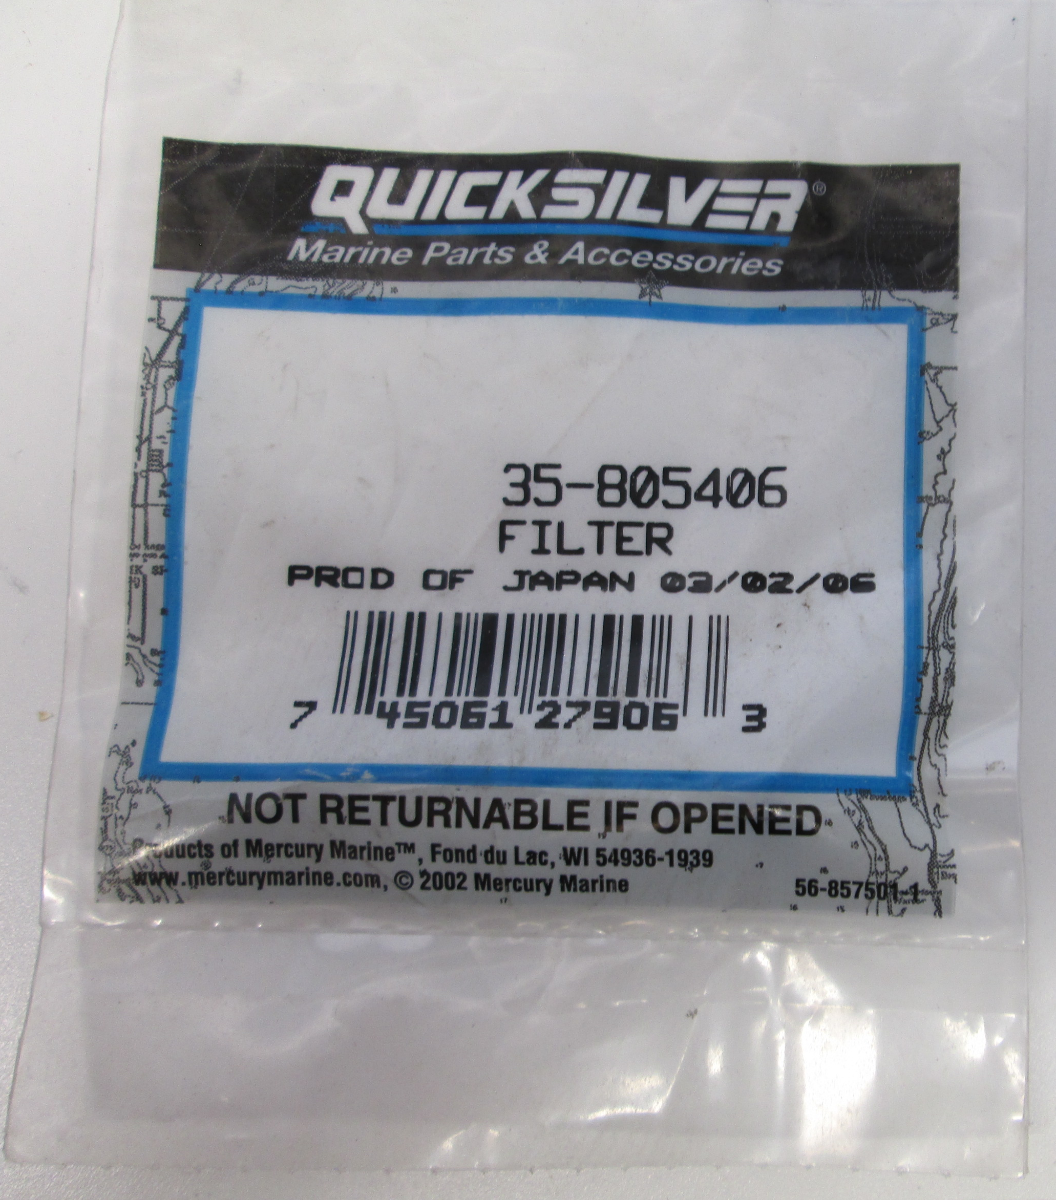 QUICKSILVER®
Marine Parts & Accessories
35-805406
FILTER
PROD OF JAPAN 03/02/06
7 45061 27906 3
NOT RETURNABLE IF OPENED
Products of Mercury Marine™, Fond du Lac, WI 54936-1939
www.mercurymarine.com, © 2002 Mercury Marine
56-857501-1